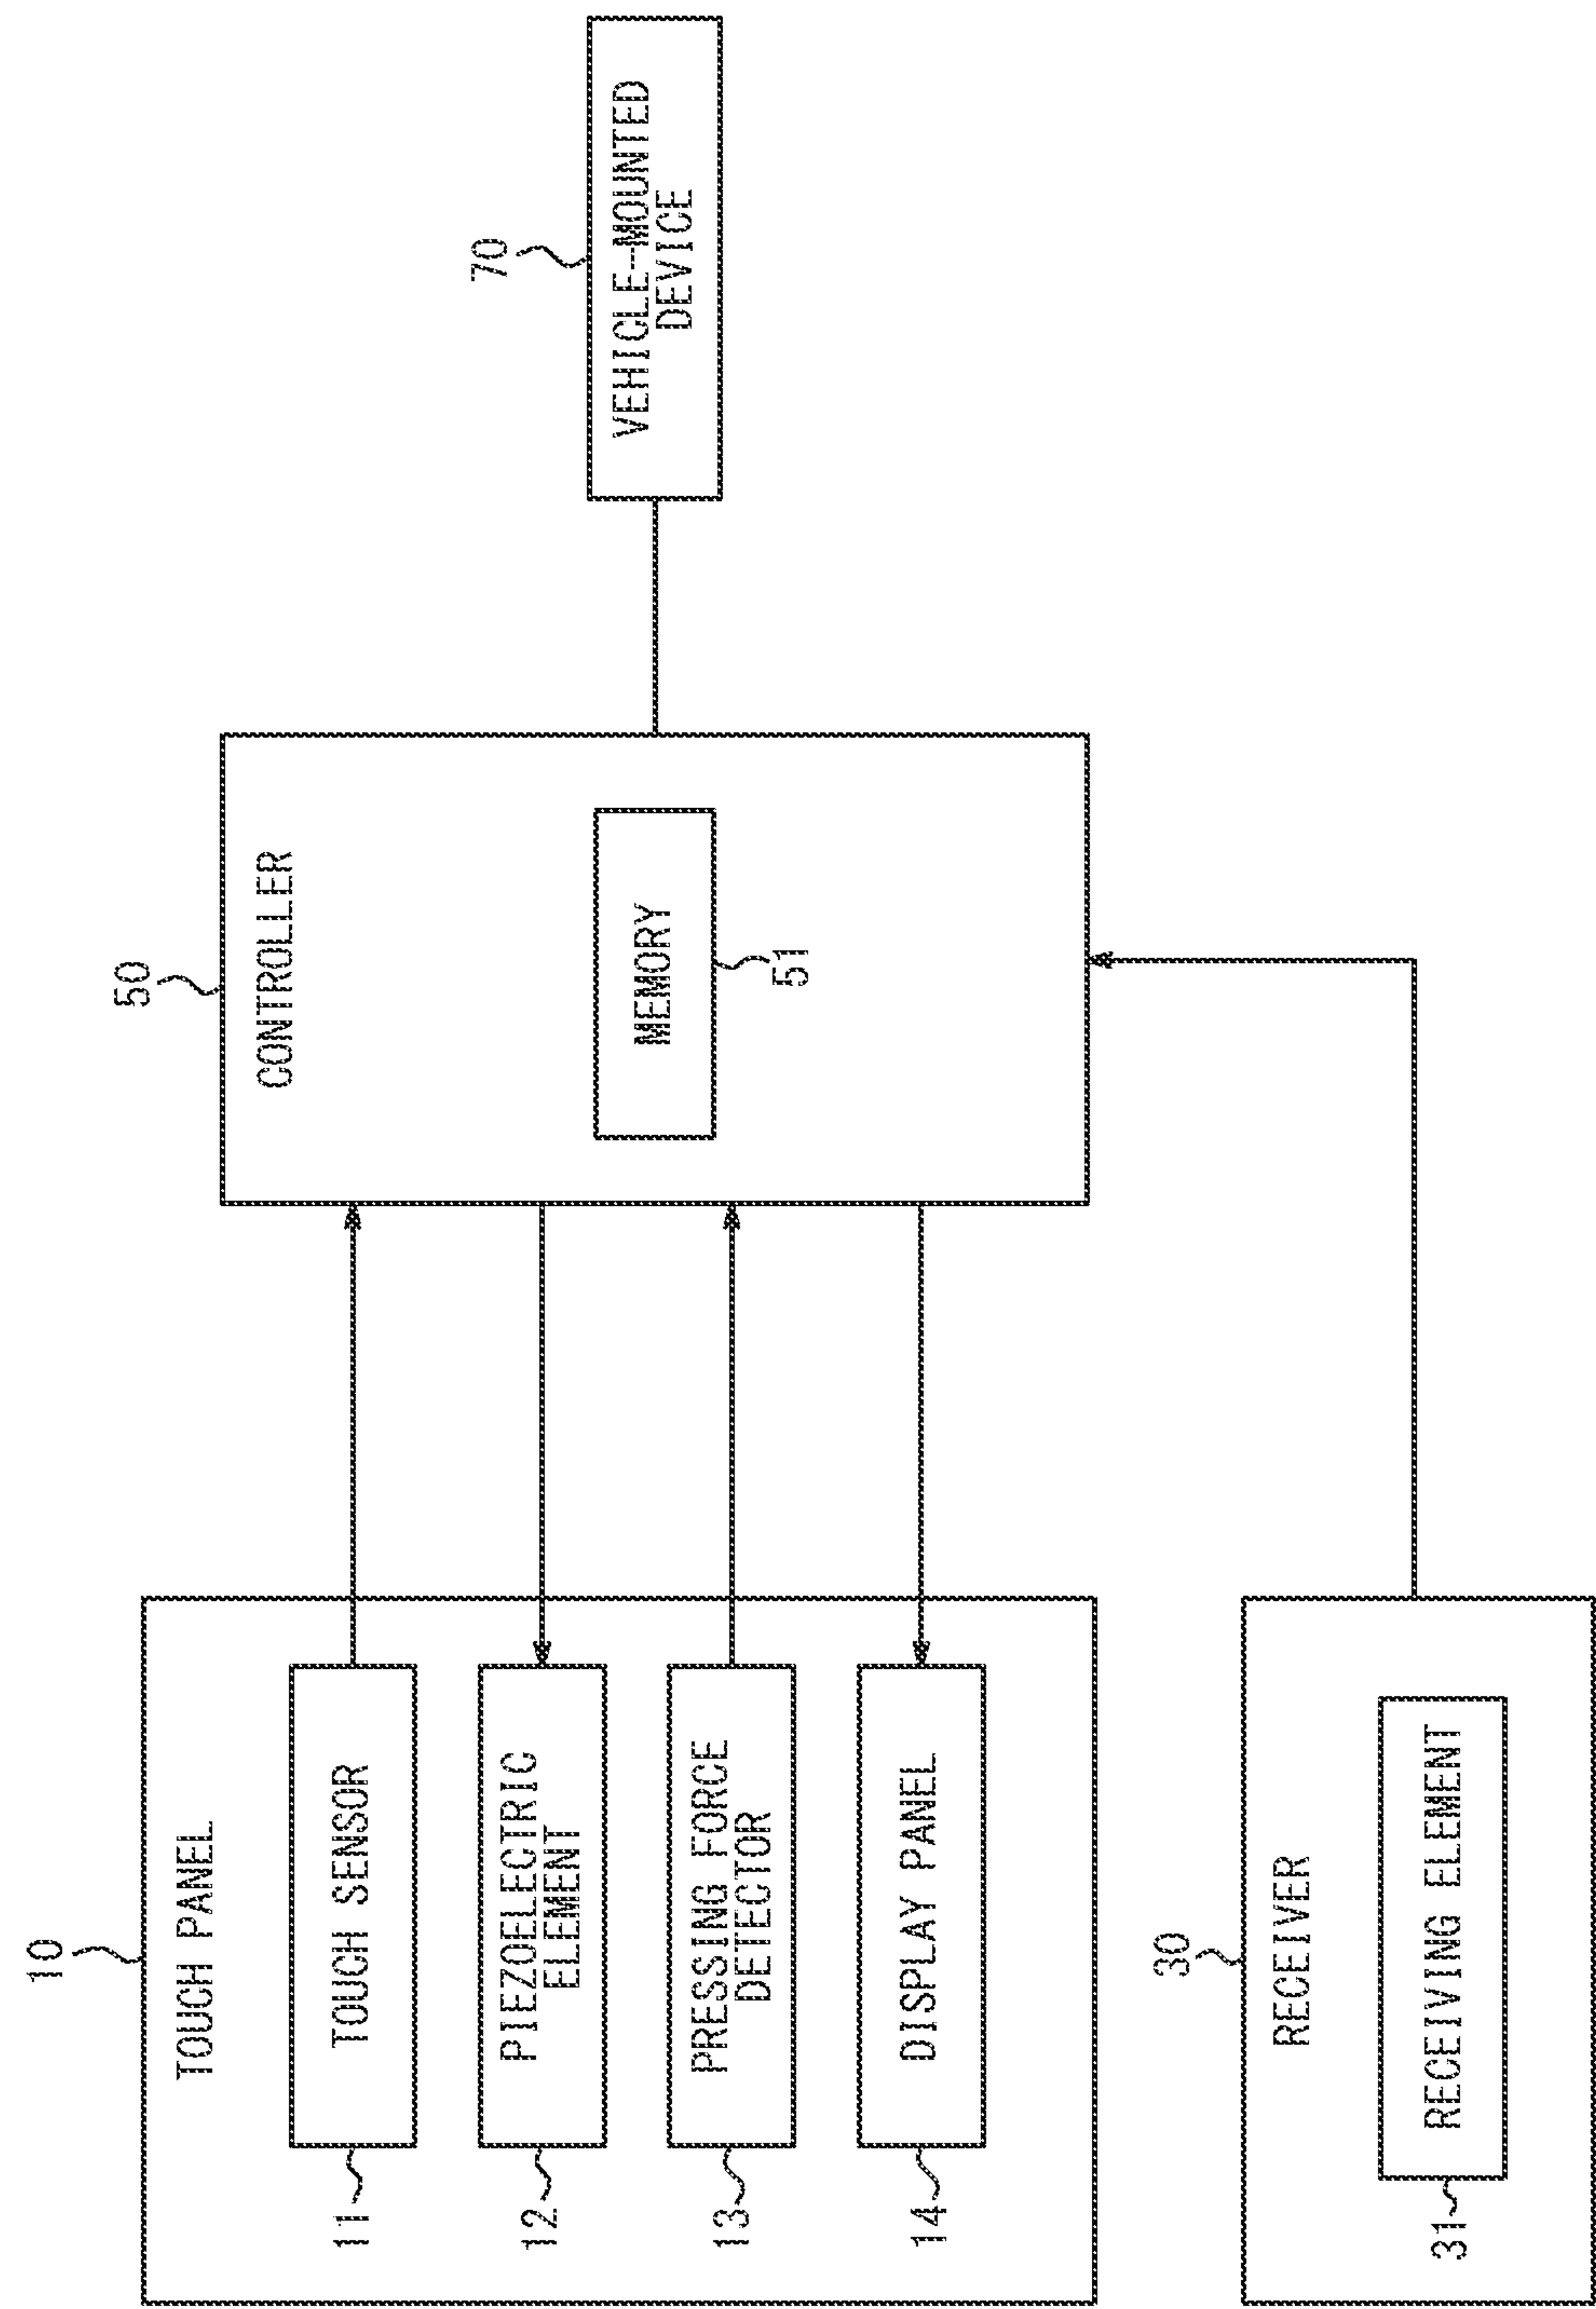 10
TOUCH PANEL
11
TOUCH SENSOR
12
PIEZOELECTRIC
ELEMENT
13
PRESSING FORCE
DETECTOR
14
DISPLAY PANEL
30
RECEIVER
31
RECEIVING ELEMENT
50
CONTROLLER
MEMORY
51
70
VEHICLE-MOUNTED
DEVICE